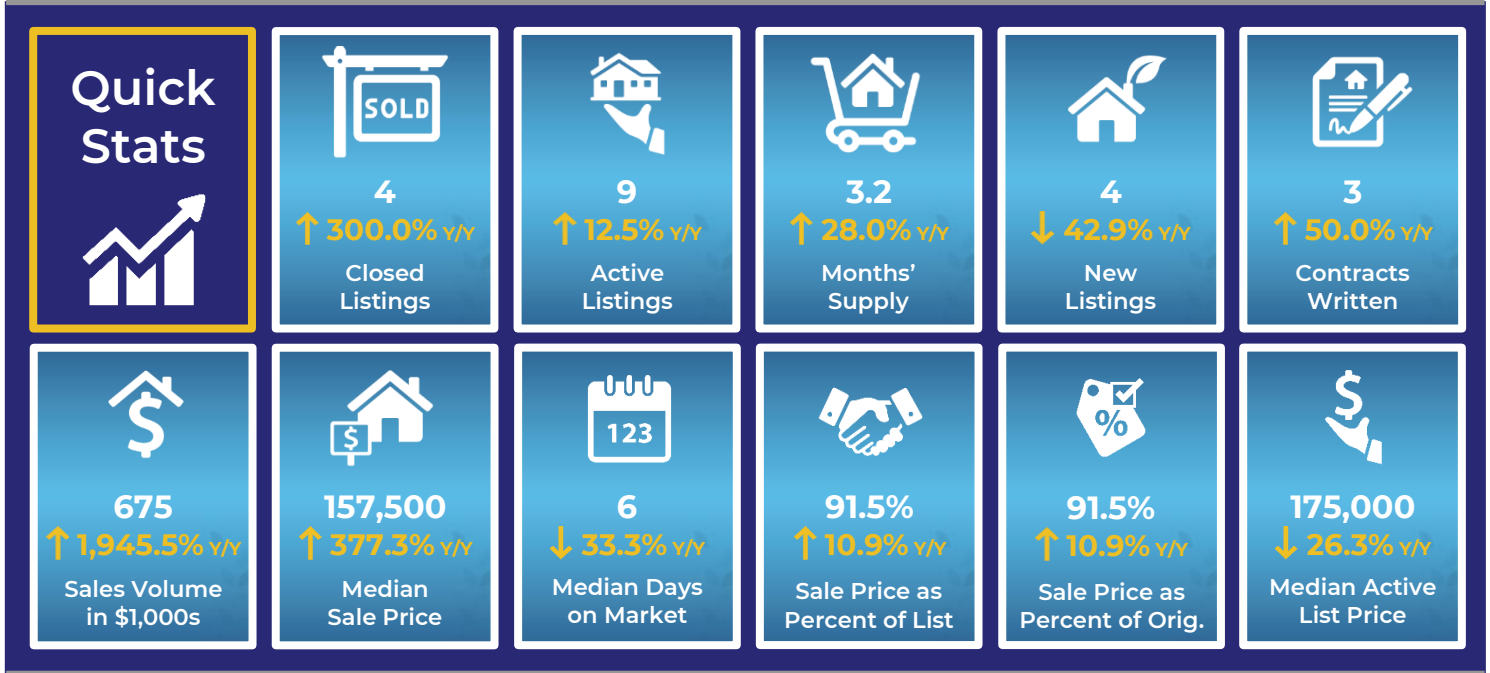 Quick
Stats
SOLD
4
↑ 300.0% Y/Y
Closed
Listings
9
↑ 12.5% Y/Y
Active
Listings
3.2
↑ 28.0% Y/Y
Months’
Supply
4
↓ 42.9% Y/Y
New
Listings
3
↑ 50.0% Y/Y
Contracts
Written
$
675
↑ 1,945.5% Y/Y
Sales Volume
in $1,000s
$
157,500
↑ 377.3% Y/Y
Median
Sale Price
123
6
↓ 33.3% Y/Y
Median Days
on Market
91.5%
↑ 10.9% Y/Y
Sale Price as
Percent of List
%
91.5%
↑ 10.9% Y/Y
Sale Price as
Percent of Orig.
$
175,000
↓ 26.3% Y/Y
Median Active
List Price